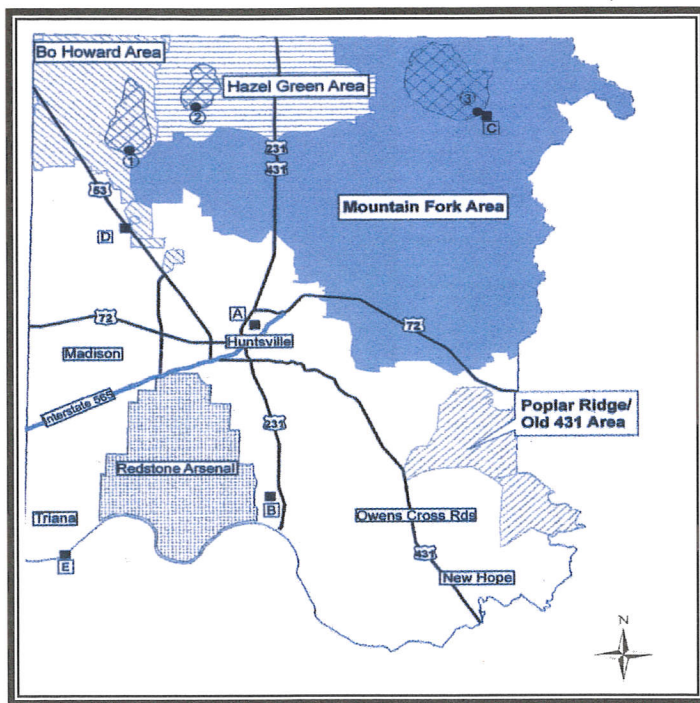 Bo Howard Area
Hazel Green Area
3
2
C
1
231
431
53
Mountain Fork Area
D
A
72
72
Huntsville
Madison
Interstate 565
Poplar Ridge/
Old 431 Area
231
Redstone Arsenal
B
Triana
Owens Cross Rds
E
431
New Hope
N